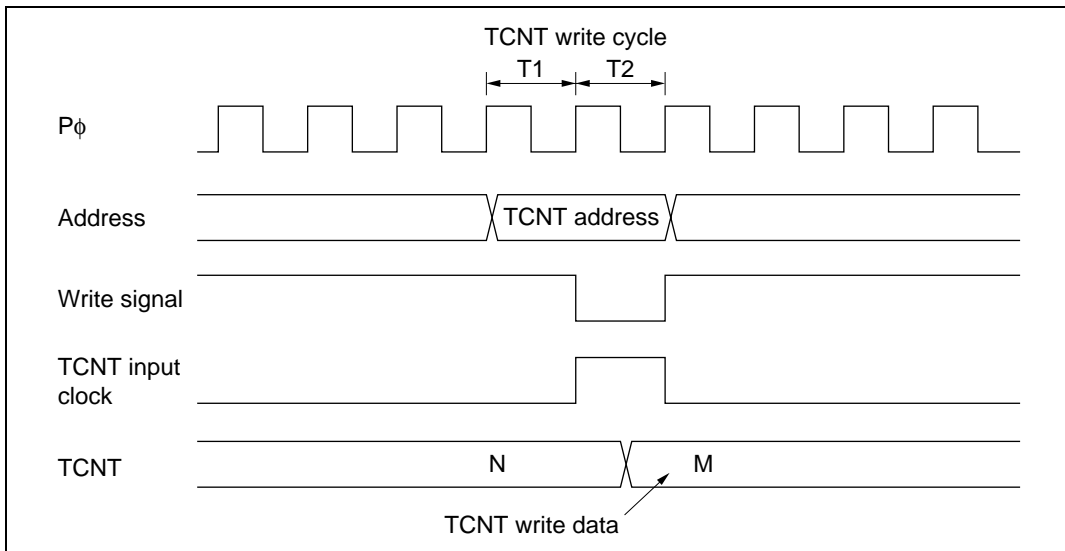 TCNT write cycle
T1 T2
Pϕ
Address
TCNT address
Write signal
TCNT input
clock
TCNT
N M
TCNT write data